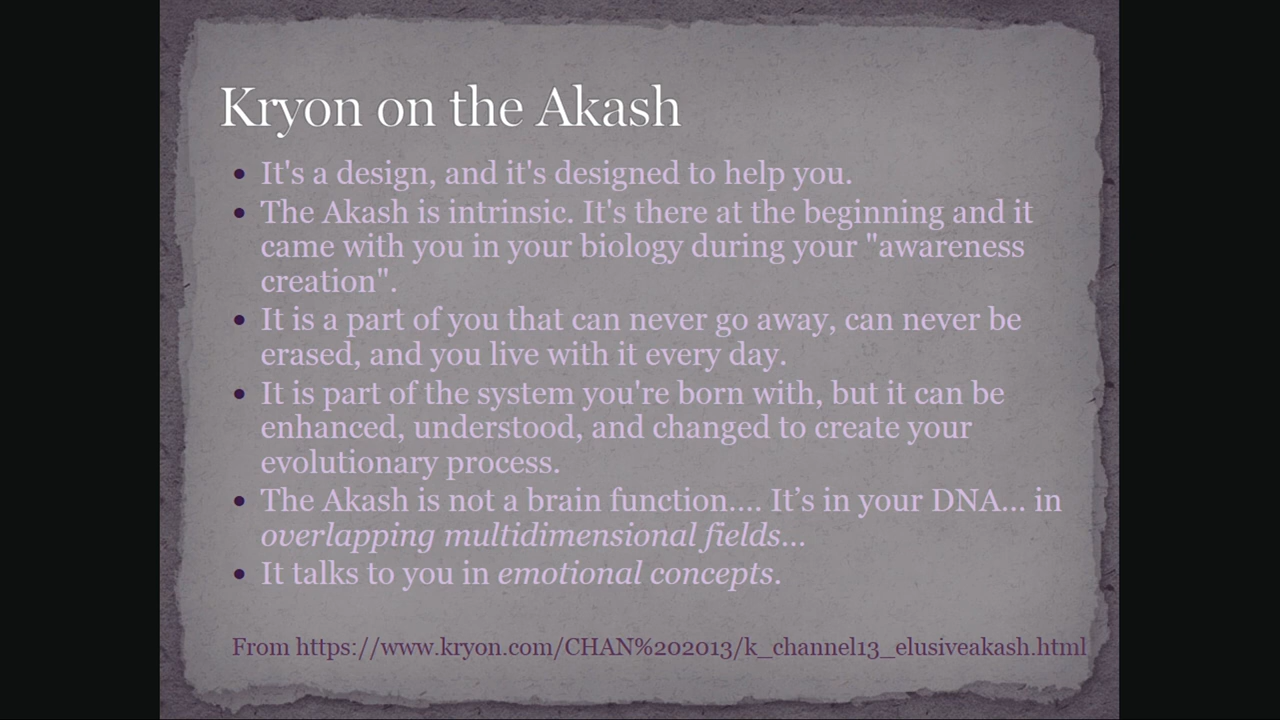 Kryon on the Akash
• It's a design, and it's designed to help you.
• The Akash is intrinsic. It's there at the beginning and it
came with you in your biology during your "awareness
creation".
• It is a part of you that can never go away, can never be
erased, and you live with it every day.
• It is part of the system you're born with, but it can be
enhanced, understood, and changed to create your
evolutionary process.
• The Akash is not a brain function.... It’s in your DNA... in
overlapping multidimensional fields...
• It talks to you in emotional concepts.
From https://www.kryon.com/CHAN%202013/k_channel13_elusiveakash.html